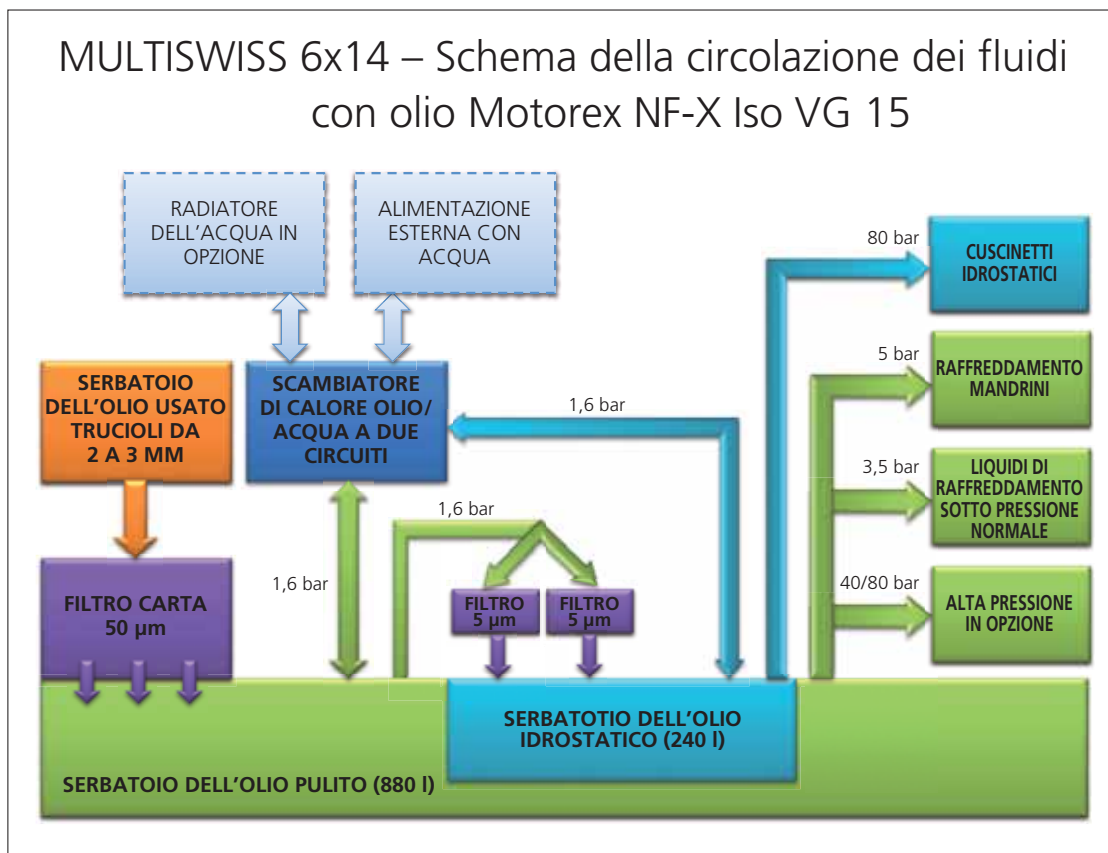 MULTISWISS 6x14 – Schema della circolazione dei fluidi
con olio Motorex NF-X Iso VG 15
RADIATORE
DELL'ACQUA IN
OPZIONE
ALIMENTAZIONE
ESTERNA CON
ACQUA
80 bar
CUSCINETTI
IDROSTATICI
5 bar
RAFFREDDAMENTO
MANDRINI
SERBATOIO
DELL'OLIO USATO
TRUCIOLI DA
2 A 3 MM
SCAMBIATORE
DI CALORE OLIO/
ACQUA A DUE
CIRCUITI
1,6 bar
3,5 bar
LIQUIDI DI
RAFFREDDAMENTO
SOTTO PRESSIONE
NORMALE
1,6 bar
1,6 bar
FILTRO CARTA
50 µm
FILTRO
5 µm
FILTRO
5 µm
40/80 bar
ALTA PRESSIONE
IN OPZIONE
SERBATOTIO DELL'OLIO
IDROSTATICO (240 l)
SERBATOIO DELL'OLIO PULITO (880 l)